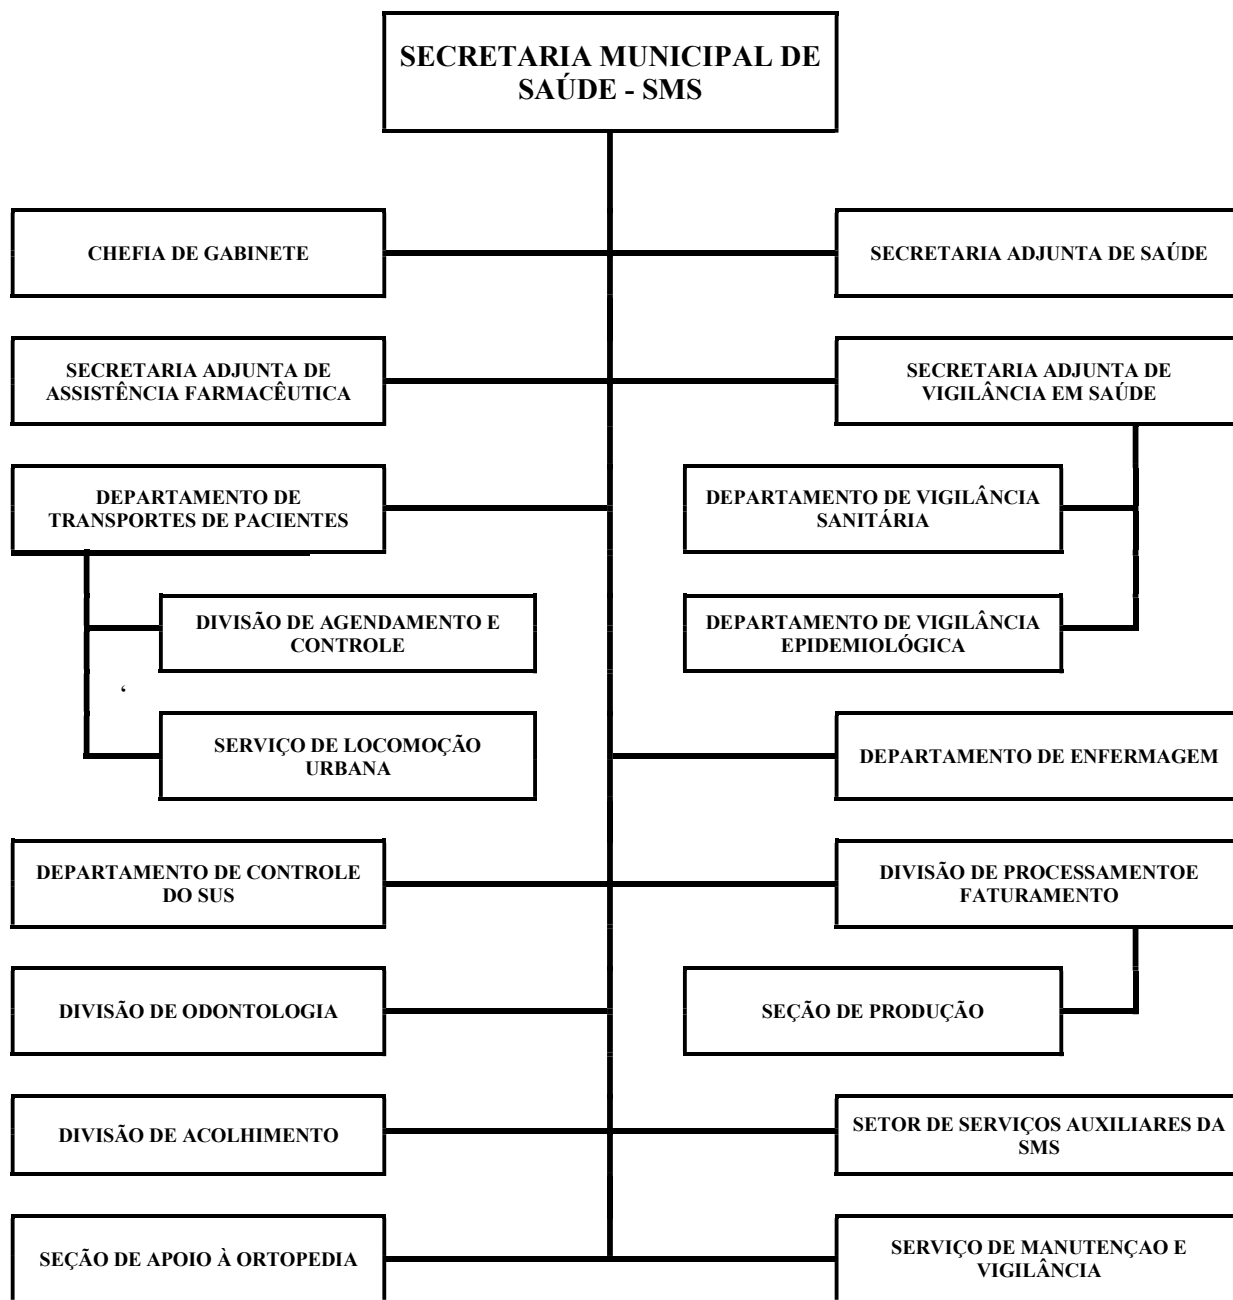 SECRETARIA MUNICIPAL DE
SAÚDE - SMS
CHEFIA DE GABINETE
SECRETARIA ADJUNTA DE SAÚDE
SECRETARIA ADJUNTA DE
ASSISTÊNCIA FARMACÊUTICA
SECRETARIA ADJUNTA DE
VIGILÂNCIA EM SAÚDE
DEPARTAMENTO DE
TRANSPORTES DE PACIENTES
DEPARTAMENTO DE VIGILÂNCIA
SANITÁRIA
DIVISÃO DE AGENDAMENTO E
CONTROLE
DEPARTAMENTO DE VIGILÂNCIA
EPIDEMIOLÓGICA
‘
SERVIÇO DE LOCOMOÇÃO
URBANA
DEPARTAMENTO DE ENFERMAGEM
DEPARTAMENTO DE CONTROLE
DO SUS
DIVISÃO DE PROCESSAMENTOE
FATURAMENTO
DIVISÃO DE ODONTOLOGIA
SEÇÃO DE PRODUÇÃO
DIVISÃO DE ACOLHIMENTO
SETOR DE SERVIÇOS AUXILIARES DA
SMS
SEÇÃO DE APOIO À ORTOPEDIA
SERVIÇO DE MANUTENÇAO E
VIGILÂNCIA